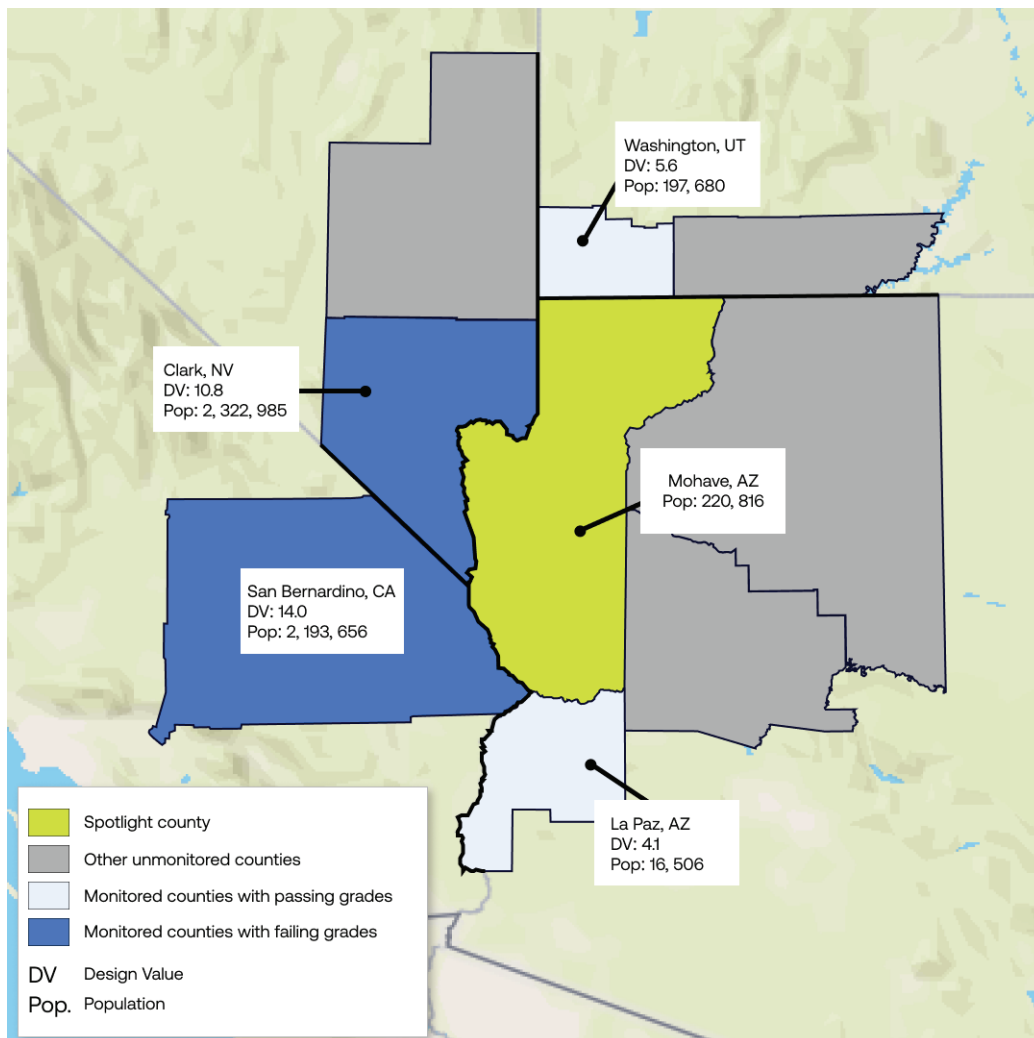 Washington, UT
DV: 5.6
Pop: 197, 680
Clark, NV
DV: 10.8
Pop: 2, 322, 985
Mohave, AZ
Pop: 220, 816
San Bernardino, CA
DV: 14.0
Pop: 2, 193, 656
La Paz, AZ
DV: 4.1
Pop: 16, 506
Spotlight county
Other unmonitored counties
Monitored counties with passing grades
Monitored counties with failing grades
DV Design Value
Pop. Population